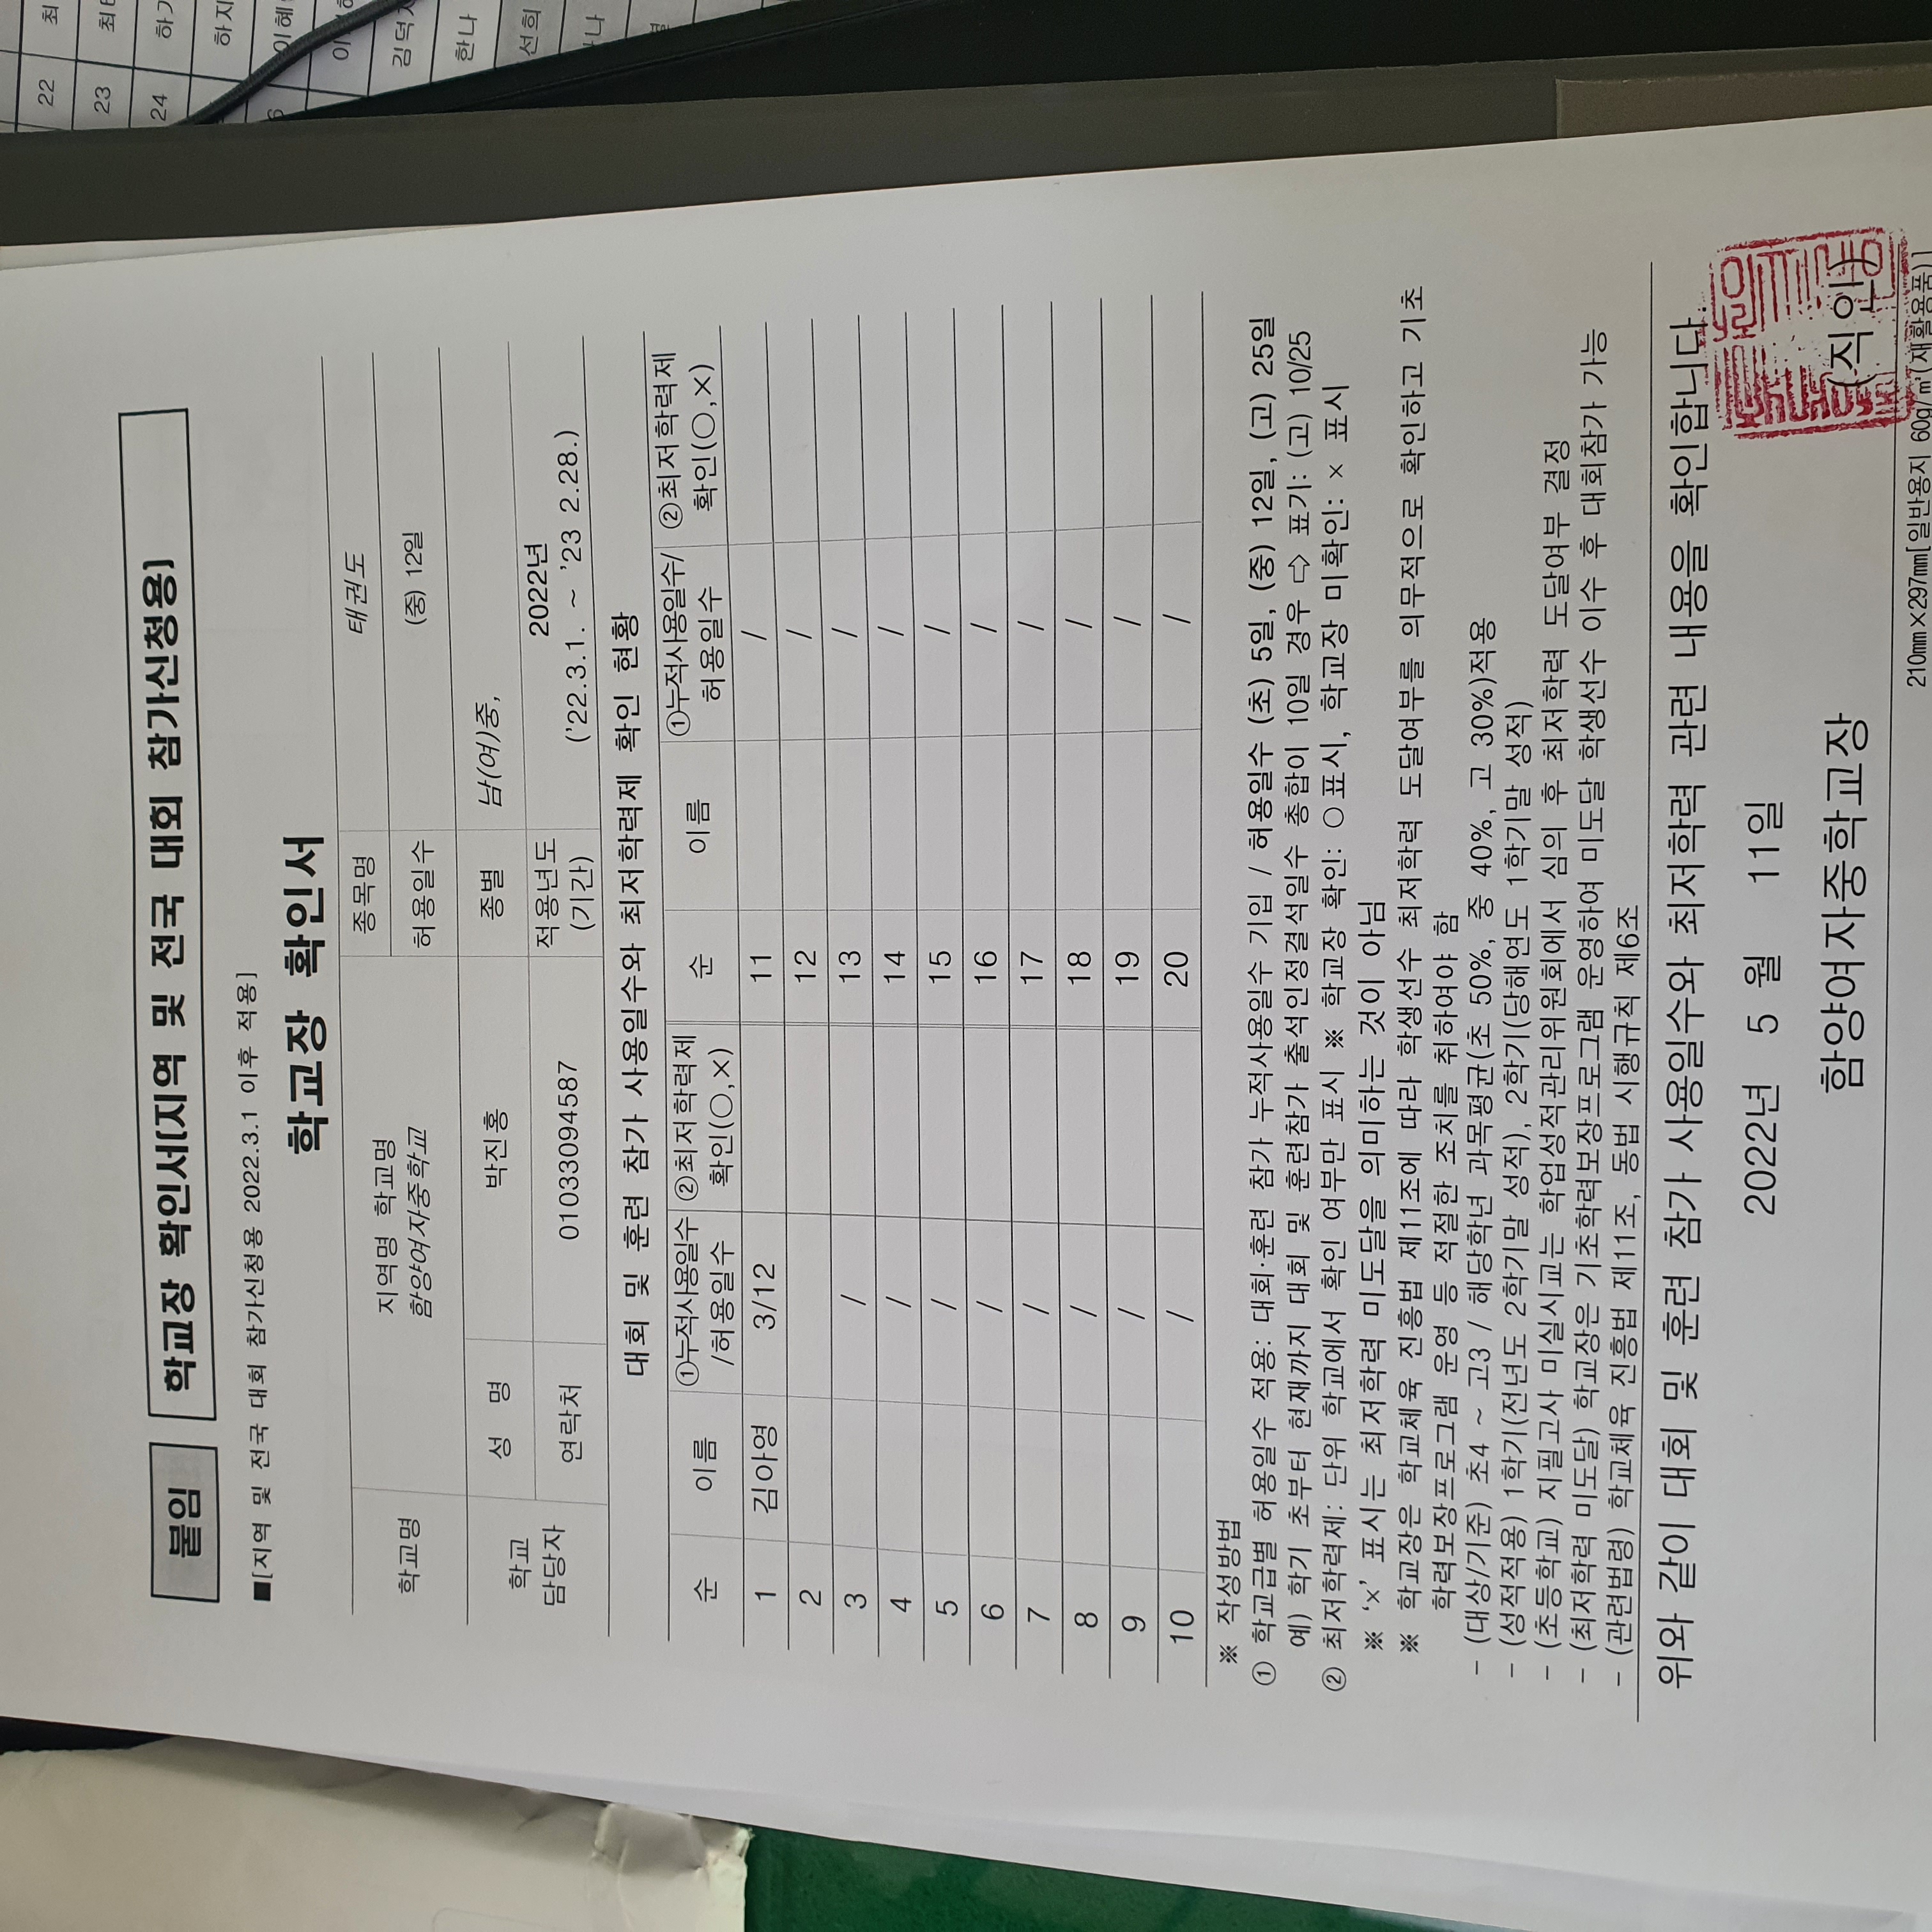 붙임
학교장 확인서[지역 및 전국 대회 참가신청용]
■[지역 및 전국 대회 참가신청용 2022.3.1 이후 적용]
학교장 확인서
학교명 지역명 학교명 함양여자중학교 종목명 태권도
허용일수 (중) 12일
학교 담당자 성 명 박진홍 종별 남(여)중,
연락처 01033094587 적용년도 (기간) 2022년 ('22.3.1. ~ '23 2.28.)
대회 및 훈련 참가 사용일수와 최저학력제 확인 현황
순 이름 ①누적사용일수/허용일수 ②최저학력제 확인(○,×) 순 이름 ①누적사용일수/허용일수 ②최저학력제 확인(○,×)
1 김아영 3/12 11 /
2 12 /
3 / 13 /
4 / 14 /
5 / 15 /
6 / 16 /
7 / 17 /
8 / 18 /
9 / 19 /
10 / 20 /
※ 작성방법
① 학교급별 허용일수 적용: 대회·훈련 참가 누적사용일수 기입 / 허용일수 (초) 5일, (중) 12일, (고) 25일
예) 학기 초부터 현재까지 대회 및 훈련참가 출석인정결석일수 총합이 10일 경우 ⇨ 표기: (고) 10/25
② 최저학력제: 단위 학교에서 확인 여부만 표시 ※ 학교장 확인: ○표시, 학교장 미확인: × 표시
※ '×' 표시는 최저학력 미도달을 의미하는 것이 아님
※ 학교장은 학교체육 진흥법 제11조에 따라 학생선수 최저학력 도달여부를 의무적으로 확인하고 기초
학력보장프로그램 운영 등 적절한 조치를 취하여야 함
- (대상/기준) 초4 ~ 고3 / 해당학년 과목평균(초 50%, 중 40%, 고 30%)적용
- (성적적용) 1학기(전년도 2학기말 성적), 2학기(당해연도 1학기말 성적)
- (초등학교) 지필고사 미실시교는 학업성적관리위원회에서 심의 후 최저학력 도달여부 결정
- (최저학력 미도달) 학교장은 기초학력보장프로그램 운영하여 미도달 학생선수 이수 후 대회참가 가능
- (관련법령) 학교체육 진흥법 제11조, 동법 시행규칙 제6조
위와 같이 대회 및 훈련 참가 사용일수와 최저학력 관련 내용을 확인합니다.
2022년 5 월 11일
함양여자중학교장 (직인)
210mm×297mm[일반용지 60g/㎡(재활용품)]
22 최
23
24
하지
김덕
한나
선희